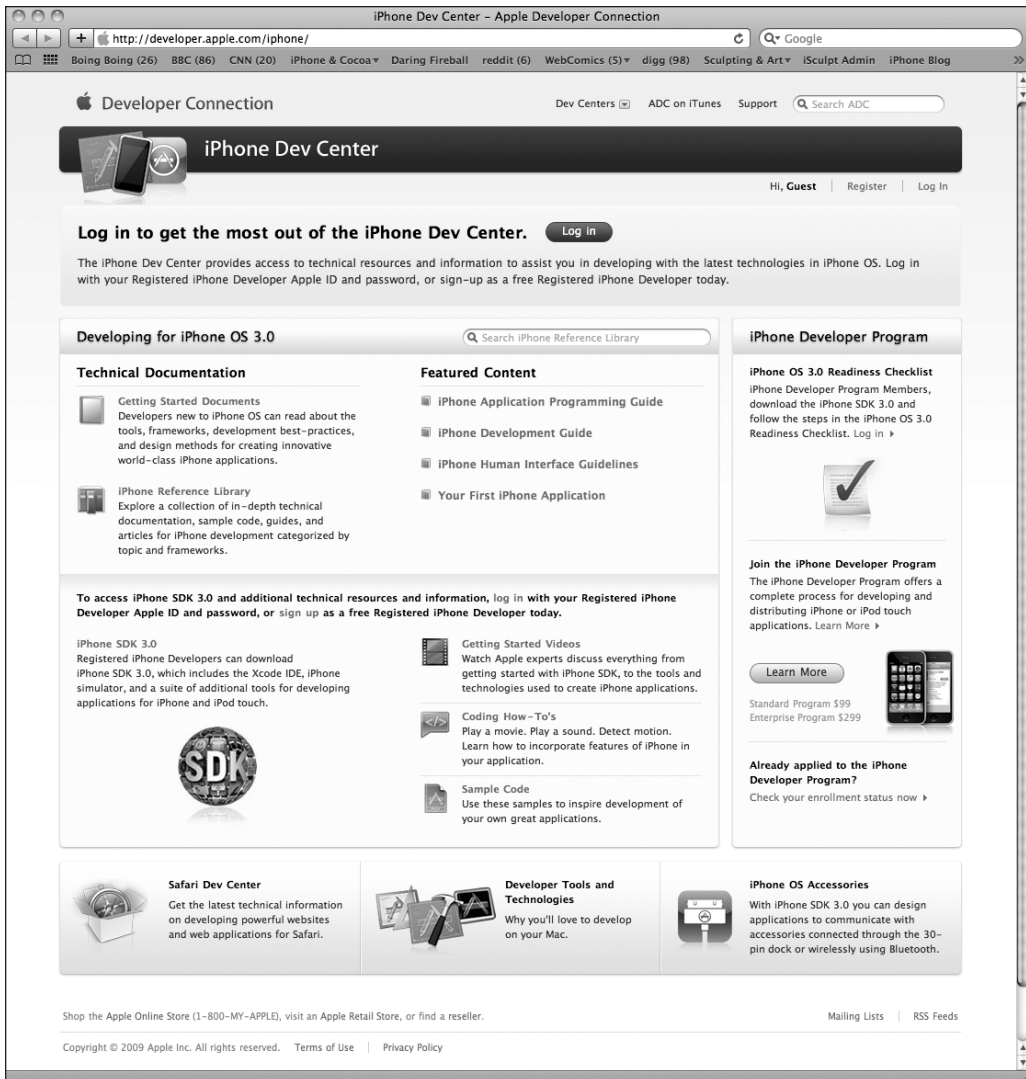 iPhone Dev Center – Apple Developer Connection
http://developer.apple.com/iphone/
Google
Boing Boing (26) BBC (86) CNN (20) iPhone & Cocoa Daring Fireball reddit (6) WebComics (5) digg (98) Sculpting & Art iSculpt Admin iPhone Blog
Developer Connection
Dev Centers ADC on iTunes Support Search ADC
iPhone Dev Center
Hi, Guest Register Log In
Log in to get the most out of the iPhone Dev Center. Log in
The iPhone Dev Center provides access to technical resources and information to assist you in developing with the latest technologies in iPhone OS. Log in
with your Registered iPhone Developer Apple ID and password, or sign-up as a free Registered iPhone Developer today.
Developing for iPhone OS 3.0
Search iPhone Reference Library
Technical Documentation
Getting Started Documents
Developers new to iPhone OS can read about the
tools, frameworks, development best-practices,
and design methods for creating innovative
world-class iPhone applications.
iPhone Reference Library
Explore a collection of in-depth technical
documentation, sample code, guides, and
articles for iPhone development categorized by
topic and frameworks.
Featured Content
iPhone Application Programming Guide
iPhone Development Guide
iPhone Human Interface Guidelines
Your First iPhone Application
To access iPhone SDK 3.0 and additional technical resources and information, log in with your Registered iPhone
Developer Apple ID and password, or sign up as a free Registered iPhone Developer today.
iPhone SDK 3.0
Registered iPhone Developers can download
iPhone SDK 3.0, which includes the Xcode IDE, iPhone
simulator, and a suite of additional tools for developing
applications for iPhone and iPod touch.
SDK
Getting Started Videos
Watch Apple experts discuss everything from
getting started with iPhone SDK, to the tools and
technologies used to create iPhone applications.
</>
Coding How-To's
Play a movie. Play a sound. Detect motion.
Learn how to incorporate features of iPhone in
your application.
Sample Code
Use these samples to inspire development of
your own great applications.
iPhone Developer Program
iPhone OS 3.0 Readiness Checklist
iPhone Developer Program Members,
download the iPhone SDK 3.0 and
follow the steps in the iPhone OS 3.0
Readiness Checklist. Log in
Join the iPhone Developer Program
The iPhone Developer Program offers a
complete process for developing and
distributing iPhone or iPod touch
applications. Learn More
Learn More
Standard Program $99
Enterprise Program $299
Already applied to the iPhone
Developer Program?
Check your enrollment status now
Safari Dev Center
Get the latest technical information
on developing powerful websites
and web applications for Safari.
Developer Tools and
Technologies
Why you'll love to develop
on your Mac.
iPhone OS Accessories
With iPhone SDK 3.0 you can design
applications to communicate with
accessories connected through the 30-
pin dock or wirelessly using Bluetooth.
Shop the Apple Online Store (1-800-MY-APPLE), visit an Apple Retail Store, or find a reseller.
Mailing Lists RSS Feeds
Copyright © 2009 Apple Inc. All rights reserved. Terms of Use Privacy Policy